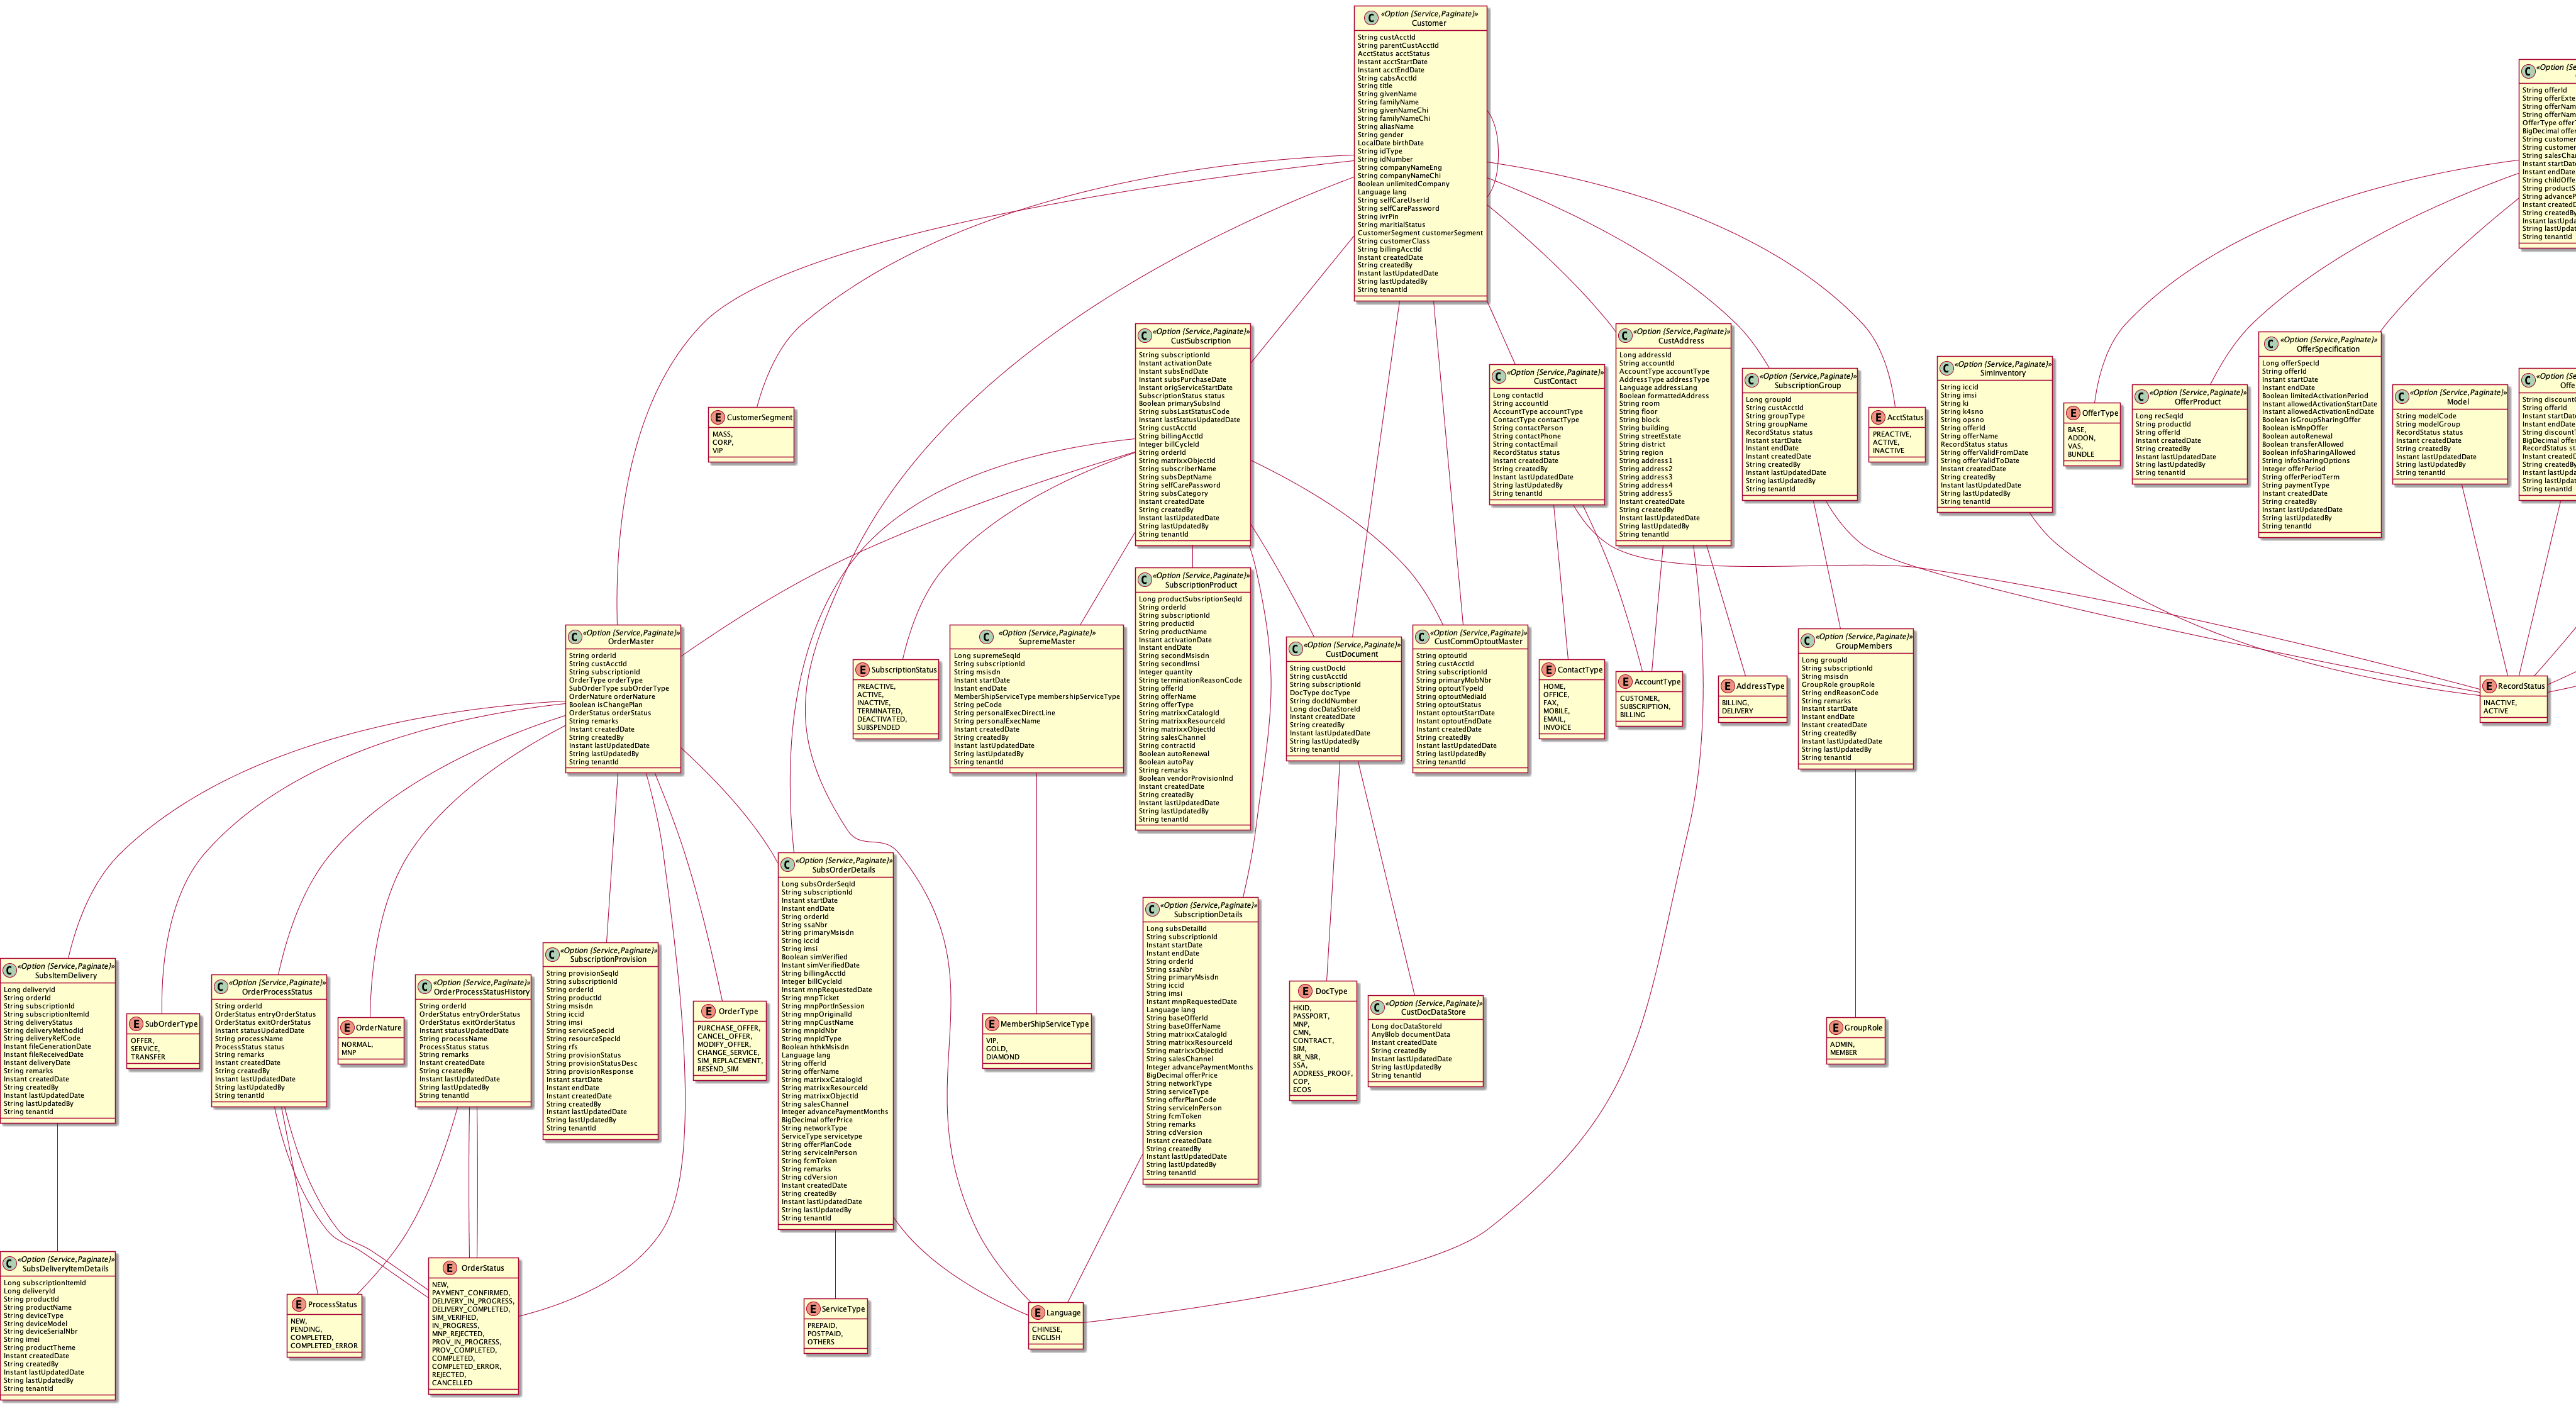 C «Option {Service,Paginate}»
Customer
String custAcctId
String parentCustAcctId
AcctStatus acctStatus
Instant acctStartDate
Instant acctEndDate
String cabsAcctId
String title
String givenName
String familyName
String givenNameChi
String familyNameChi
String aliasName
String gender
LocalDate birthDate
String idType
String idNumber
String companyNameEng
String companyNameChi
Boolean unlimitedCompany
Language lang
String selfCareUserId
String selfCarePassword
String ivrPin
String maritialStatus
CustomerSegment customerSegment
String customerClass
String billingAcctId
Instant createdDate
String createdBy
Instant lastUpdatedDate
String lastUpdatedBy
String tenantId
C «Option {Se
String offerId
String offerExte
String offerNam
String offerNam
OfferType offer
BigDecimal offer
String customer
String customer
String salesChan
Instant startDate
Instant endDate
String childOffe
String productS
String advanceP
Instant createdD
String createdBy
Instant lastUpda
String lastUpdat
String tenantId
C «Option {Service,Paginate}»
CustSubscription
String subscriptionId
Instant activationDate
Instant subsEndDate
Instant subsPurchaseDate
Instant origServiceStartDate
SubscriptionStatus status
Boolean primarySubsInd
String subsLastStatusCode
Instant lastStatusUpdatedDate
String custAcctId
String billingAcctId
Integer billCycleId
String orderId
String matrixxObjectId
String subscriberName
String subsDeptName
String selfCarePassword
String subsCategory
Instant createdDate
String createdBy
Instant lastUpdatedDate
String lastUpdatedBy
String tenantId
C «Option {Service,Paginate}»
CustContact
Long contactId
String accountId
AccountType accountType
ContactType contactType
String contactPerson
String contactPhone
String contactEmail
RecordStatus status
Instant createdDate
String createdBy
Instant lastUpdatedDate
String lastUpdatedBy
String tenantId
C «Option {Service,Paginate}»
CustAddress
Long addressId
String accountId
AccountType accountType
AddressType addressType
Language addressLang
Boolean formattedAddress
String room
String floor
String block
String building
String streetEstate
String district
String region
String address1
String address2
String address3
String address4
String address5
Instant createdDate
String createdBy
Instant lastUpdatedDate
String lastUpdatedBy
String tenantId
C «Option {Service,Paginate}»
SubscriptionGroup
Long groupId
String custAcctId
String groupType
String groupName
RecordStatus status
Instant startDate
Instant endDate
Instant createdDate
String createdBy
Instant lastUpdatedDate
String lastUpdatedBy
String tenantId
E AcctStatus
PREACTIVE,
ACTIVE,
INACTIVE
C «Option {Service,Paginate}»
SimInventory
String iccid
String imsi
String ki
String k4sno
String opsno
String offerId
String offerName
RecordStatus status
String offerValidFromDate
String offerValidToDate
Instant createdDate
String createdBy
Instant lastUpdatedDate
String lastUpdatedBy
String tenantId
E OfferType
BASE,
ADDON,
VAS,
BUNDLE
C «Option {Service,Paginate}»
OfferProduct
Long recSeqId
String productId
String offerId
Instant createdDate
String createdBy
Instant lastUpdatedDate
String lastUpdatedBy
String tenantId
C «Option {Service,Paginate}»
OfferSpecification
Long offerSpecId
String offerId
Instant startDate
Instant endDate
Boolean limitedActivationPeriod
Instant allowedActivationStartDate
Instant allowedActivationEndDate
Boolean isGroupSharingOffer
Boolean isMnpOffer
Boolean autoRenewal
Boolean transferAllowed
Boolean infoSharingAllowed
String infoSharingOptions
Integer offerPeriod
String offerPeriodTerm
String paymentType
Instant createdDate
String createdBy
Instant lastUpdatedDate
String lastUpdatedBy
String tenantId
C «Option {Service,Paginate}»
Model
String modelCode
String modelGroup
RecordStatus status
Instant createdDate
String createdBy
Instant lastUpdatedDate
String lastUpdatedBy
String tenantId
C «Option {Se
Offe
String discountO
String offerId
Instant startDate
Instant endDate
String discountT
BigDecimal offer
RecordStatus st
Instant createdD
String createdBy
Instant lastUpda
String lastUpdat
String tenantId
E CustomerSegment
MASS,
CORP,
VIP
C «Option {Service,Paginate}»
OrderMaster
String orderId
String custAcctId
String subscriptionId
OrderType orderType
SubOrderType subOrderType
OrderNature orderNature
Boolean isChangePlan
OrderStatus orderStatus
String remarks
Instant createdDate
String createdBy
Instant lastUpdatedDate
String lastUpdatedBy
String tenantId
E SubscriptionStatus
PREACTIVE,
ACTIVE,
INACTIVE,
TERMINATED,
DEACTIVATED,
SUBSPENDED
C «Option {Service,Paginate}»
SupremeMaster
Long supremeSeqId
String subscriptionId
String msisdn
Instant startDate
Instant endDate
MemberShipServiceType membershipServiceType
String peCode
String personalExecDirectLine
String personalExecName
Instant createdDate
String createdBy
Instant lastUpdatedDate
String lastUpdatedBy
String tenantId
C «Option {Service,Paginate}»
SubscriptionProduct
Long productSubsriptionSeqId
String orderId
String subscriptionId
String productId
String productName
Instant activationDate
Instant endDate
String secondMsisdn
String secondImsi
Integer quantity
String terminationReasonCode
String offerId
String offerName
String offerType
String matrixxCatalogId
String matrixxResourceId
String matrixxObjectId
String salesChannel
String contractId
Boolean autoRenewal
Boolean autoPay
String remarks
Boolean vendorProvisionInd
Instant createdDate
String createdBy
Instant lastUpdatedDate
String lastUpdatedBy
String tenantId
C «Option {Service,Paginate}»
CustDocument
String custDocId
String custAcctId
String subscriptionId
DocType docType
String docIdNumber
Long docDataStoreId
Instant createdDate
String createdBy
Instant lastUpdatedDate
String lastUpdatedBy
String tenantId
C «Option {Service,Paginate}»
CustCommOptoutMaster
String optoutId
String custAcctId
String subscriptionId
String primaryMobNbr
String optoutTypeId
String optoutMediaId
String optoutStatus
Instant optoutStartDate
Instant optoutEndDate
Instant createdDate
String createdBy
Instant lastUpdatedDate
String lastUpdatedBy
String tenantId
E ContactType
HOME,
OFFICE,
FAX,
MOBILE,
EMAIL,
INVOICE
E AccountType
CUSTOMER,
SUBSCRIPTION,
BILLING
E AddressType
BILLING,
DELIVERY
C «Option {Service,Paginate}»
GroupMembers
Long groupId
String subscriptionId
String msisdn
GroupRole groupRole
String endReasonCode
String remarks
Instant startDate
Instant endDate
Instant createdDate
String createdBy
Instant lastUpdatedDate
String lastUpdatedBy
String tenantId
E RecordStatus
INACTIVE,
ACTIVE
C «Option {Service,Paginate}»
SubsOrderDetails
Long subsOrderSeqId
String subscriptionId
Instant startDate
Instant endDate
String orderId
String ssaNbr
String primaryMsisdn
String iccid
String imsi
Boolean simVerified
Instant simVerifiedDate
String billingAcctId
Integer billCycleId
Instant mnpRequestedDate
String mnpTicket
String mnpPortInSession
String mnpOriginalId
String mnpCustName
String mnpIdNbr
String mnpIdType
Boolean hthkMsisdn
Language lang
String offerId
String offerName
String matrixxCatalogId
String matrixxResourceId
String matrixxObjectId
String salesChannel
Integer advancePaymentMonths
BigDecimal offerPrice
String networkType
ServiceType servicetype
String offerPlanCode
String serviceInPerson
String fcmToken
String remarks
String cdVersion
Instant createdDate
String createdBy
Instant lastUpdatedDate
String lastUpdatedBy
String tenantId
C «Option {Service,Paginate}»
SubscriptionDetails
Long subsDetailId
String subscriptionId
Instant startDate
Instant endDate
String orderId
String ssaNbr
String primaryMsisdn
String iccid
String imsi
Instant mnpRequestedDate
Language lang
String baseOfferId
String baseOfferName
String matrixxCatalogId
String matrixxResourceId
String matrixxObjectId
String salesChannel
Integer advancePaymentMonths
BigDecimal offerPrice
String networkType
String serviceType
String offerPlanCode
String serviceInPerson
String fcmToken
String remarks
String cdVersion
Instant createdDate
String createdBy
Instant lastUpdatedDate
String lastUpdatedBy
String tenantId
C «Option {Service,Paginate}»
SubsItemDelivery
Long deliveryId
String orderId
String subscriptionId
String subscriptionItemId
String deliveryStatus
String deliveryMethodId
String deliveryRefCode
Instant fileGenerationDate
Instant fileReceivedDate
Instant deliveryDate
String remarks
Instant createdDate
String createdBy
Instant lastUpdatedDate
String lastUpdatedBy
String tenantId
E SubOrderType
OFFER,
SERVICE,
TRANSFER
C «Option {Service,Paginate}»
OrderProcessStatus
String orderId
OrderStatus entryOrderStatus
OrderStatus exitOrderStatus
Instant statusUpdatedDate
String processName
ProcessStatus status
String remarks
Instant createdDate
String createdBy
Instant lastUpdatedDate
String lastUpdatedBy
String tenantId
E OrderNature
NORMAL,
MNP
C «Option {Service,Paginate}»
OrderProcessStatusHistory
String orderId
OrderStatus entryOrderStatus
OrderStatus exitOrderStatus
Instant statusUpdatedDate
String processName
ProcessStatus status
String remarks
Instant createdDate
String createdBy
Instant lastUpdatedDate
String lastUpdatedBy
String tenantId
C «Option {Service,Paginate}»
SubscriptionProvision
String provisionSeqId
String subscriptionId
String orderId
String productId
String msisdn
String iccid
String imsi
String serviceSpecId
String resourceSpecId
String rfs
String provisionStatus
String provisionStatusDesc
String provisionResponse
Instant startDate
Instant endDate
Instant createdDate
String createdBy
Instant lastUpdatedDate
String lastUpdatedBy
String tenantId
E OrderType
PURCHASE_OFFER,
CANCEL_OFFER,
MODIFY_OFFER,
CHANGE_SERVICE,
SIM_REPLACEMENT,
RESEND_SIM
E MemberShipServiceType
VIP,
GOLD,
DIAMOND
E DocType
HKID,
PASSPORT,
MNP,
CMN,
CONTRACT,
SIM,
BR_NBR,
SSA,
ADDRESS_PROOF,
COP,
ECOS
C «Option {Service,Paginate}»
CustDocDataStore
Long docDataStoreId
AnyBlob documentData
Instant createdDate
String createdBy
Instant lastUpdatedDate
String lastUpdatedBy
String tenantId
E GroupRole
ADMIN,
MEMBER
C «Option {Service,Paginate}»
SubsDeliveryItemDetails
Long subscriptionItemId
Long deliveryId
String productId
String productName
String deviceType
String deviceModel
String deviceSerialNbr
String imei
String productTheme
Instant createdDate
String createdBy
Instant lastUpdatedDate
String lastUpdatedBy
String tenantId
E ProcessStatus
NEW,
PENDING,
COMPLETED,
COMPLETED_ERROR
E OrderStatus
NEW,
PAYMENT_CONFIRMED,
DELIVERY_IN_PROGRESS,
DELIVERY_COMPLETED,
SIM_VERIFIED,
IN_PROGRESS,
MNP_REJECTED,
PROV_IN_PROGRESS,
PROV_COMPLETED,
COMPLETED,
COMPLETED_ERROR,
REJECTED,
CANCELLED
E ServiceType
PREPAID,
POSTPAID,
OTHERS
E Language
CHINESE,
ENGLISH